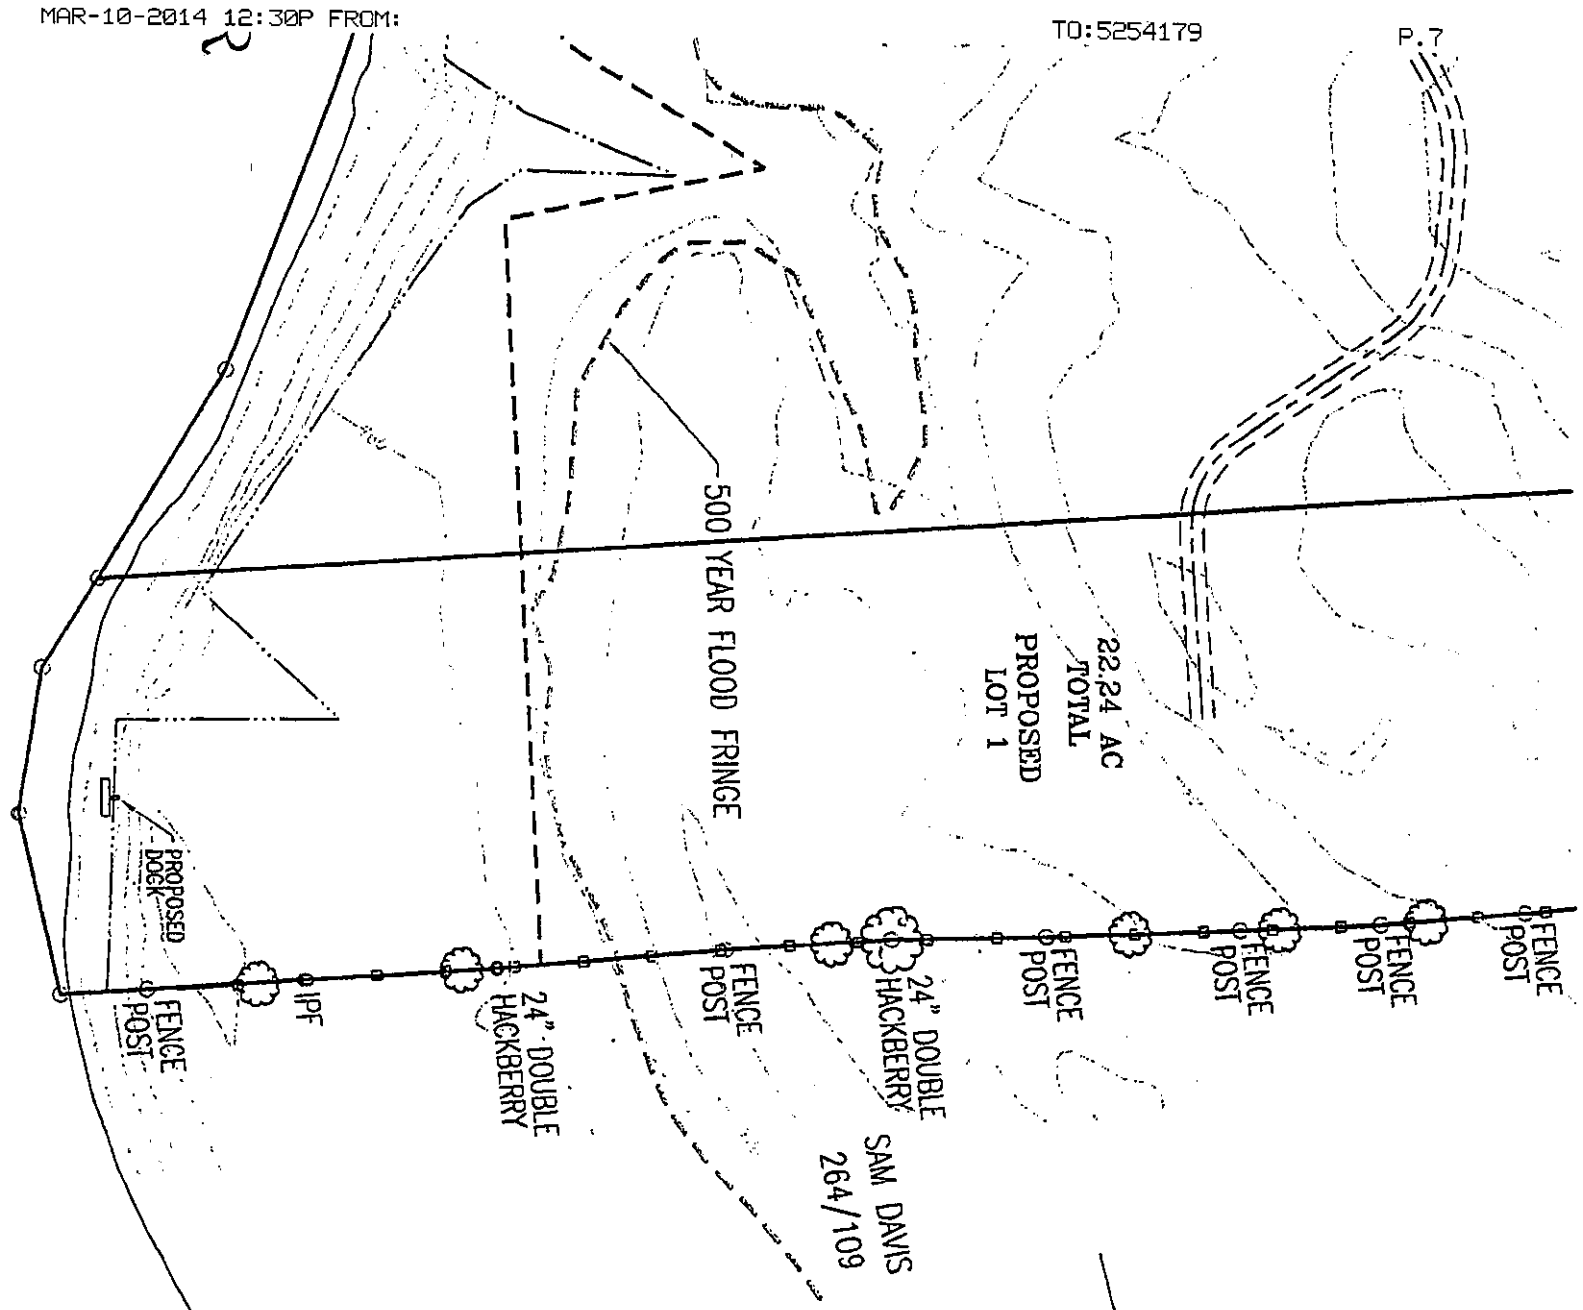 MAR-10-2014 12:30P FROM:
TO:5254179
P.7
500 YEAR FLOOD FRINGE
22.24 AC
TOTAL
PROPOSED
LOT 1
PROPOSED
DOCK
FENCE
POST
IPF
24" DOUBLE
HACKBERRY
FENCE
POST
24" DOUBLE
HACKBERRY
FENCE
POST
FENCE
POST
FENCE
POST
FENCE
POST
SAM DAVIS
264/109